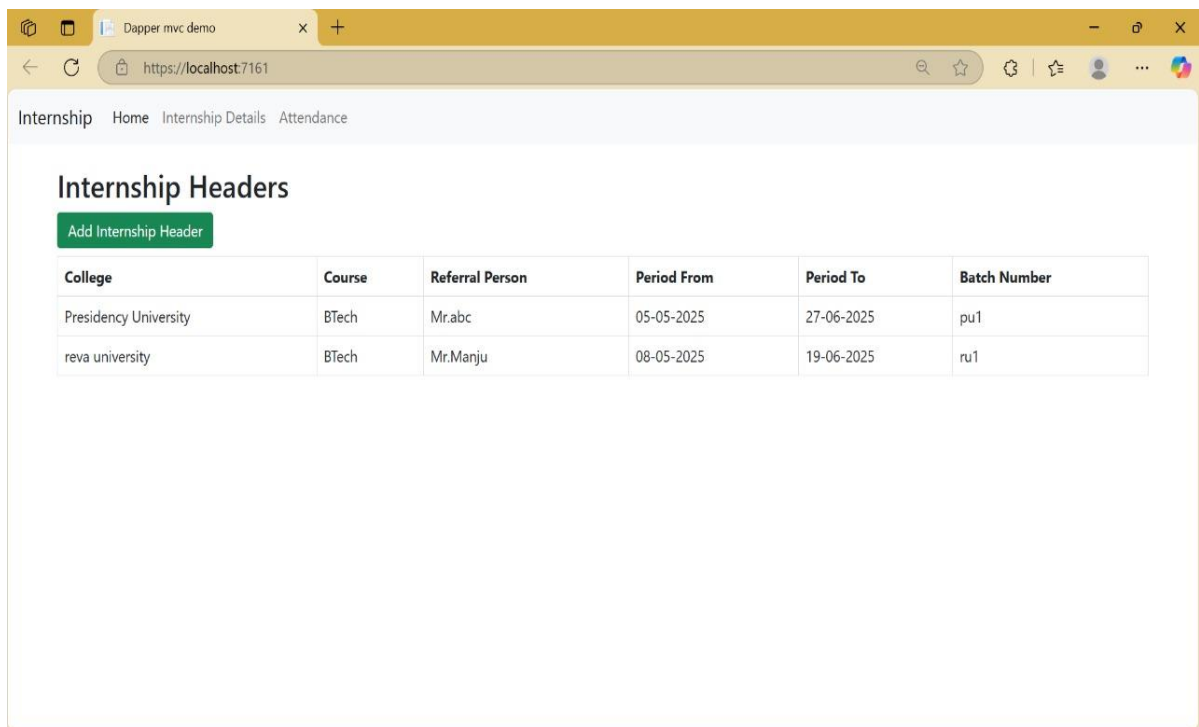 Dapper mvc demo
https://localhost:7161
Internship Home Internship Details Attendance
Internship Headers
Add Internship Header
College Course Referral Person Period From Period To Batch Number
Presidency University BTech Mr.abc 05-05-2025 27-06-2025 pu1
reva university BTech Mr.Manju 08-05-2025 19-06-2025 ru1